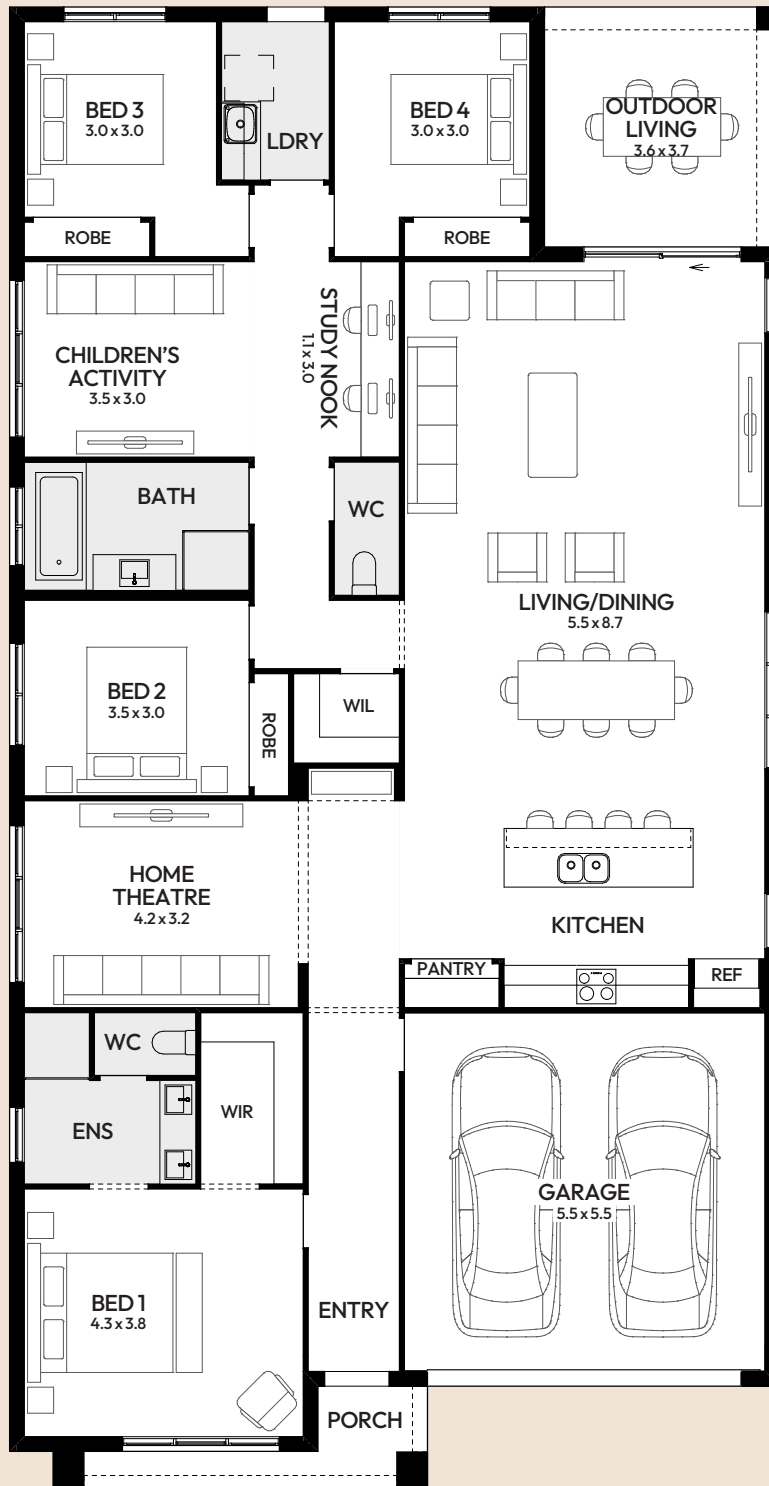 BED 3
3.0 x 3.0
LDRY
BED 4
3.0 x 3.0
OUTDOOR
LIVING
3.6 x 3.7
ROBE
ROBE
CHILDREN'S
ACTIVITY
3.5 x 3.0
STUDY NOOK
1.1 x 3.0
BATH
WC
LIVING/DINING
5.5 x 8.7
BED 2
3.5 x 3.0
ROBE
WIL
HOME
THEATRE
4.2 x 3.2
KITCHEN
PANTRY
REF
WC
ENS
WIR
GARAGE
5.5 x 5.5
BED 1
4.3 x 3.8
ENTRY
PORCH